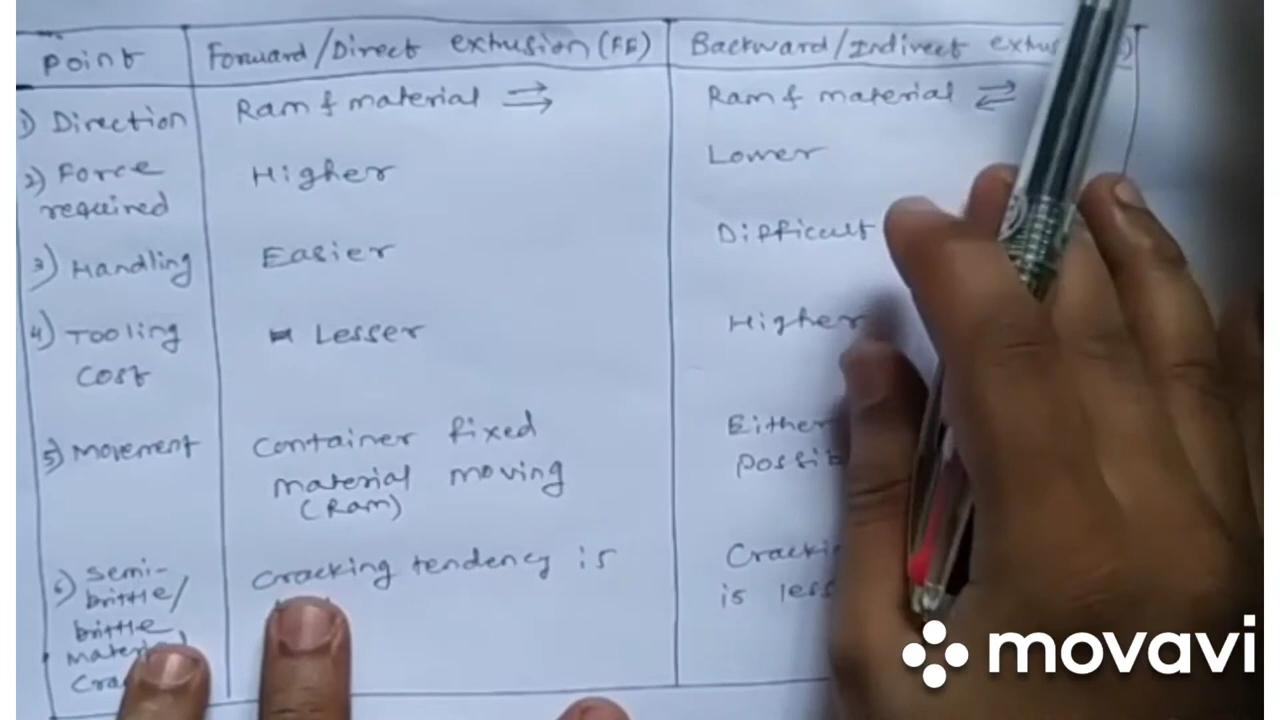 Point
Forward/Direct extrusion (FE)
Backward/Indirect
1) Direction
Ram & material ⇉
Ram & material ⇄
2) Force
required
Higher
Lower
3) Handling
Easier
Difficult
4) Tooling
cost
Lesser
Higher
5) Movement
Container fixed
material moving
(Ram)
Either
6) Semi-
brittle/
brittle
Cracking tendency is
is
movavi